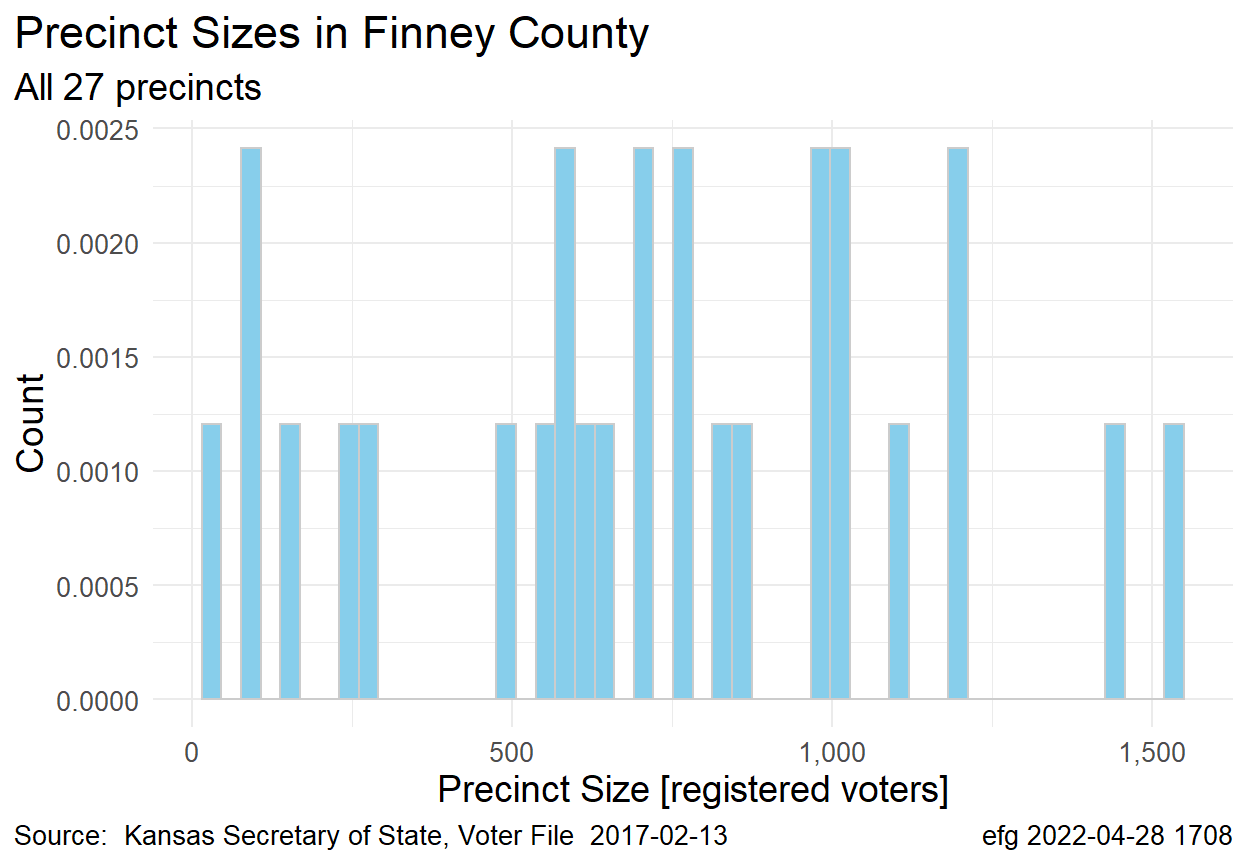 Precinct Sizes in Finney County
All 27 precincts
0.0025
0.0020
0.0015
0.0010
0.0005
0.0000
Count
0 500 1,000 1,500
Precinct Size [registered voters]
Source:  Kansas Secretary of State, Voter File  2017-02-13
efg 2022-04-28 1708